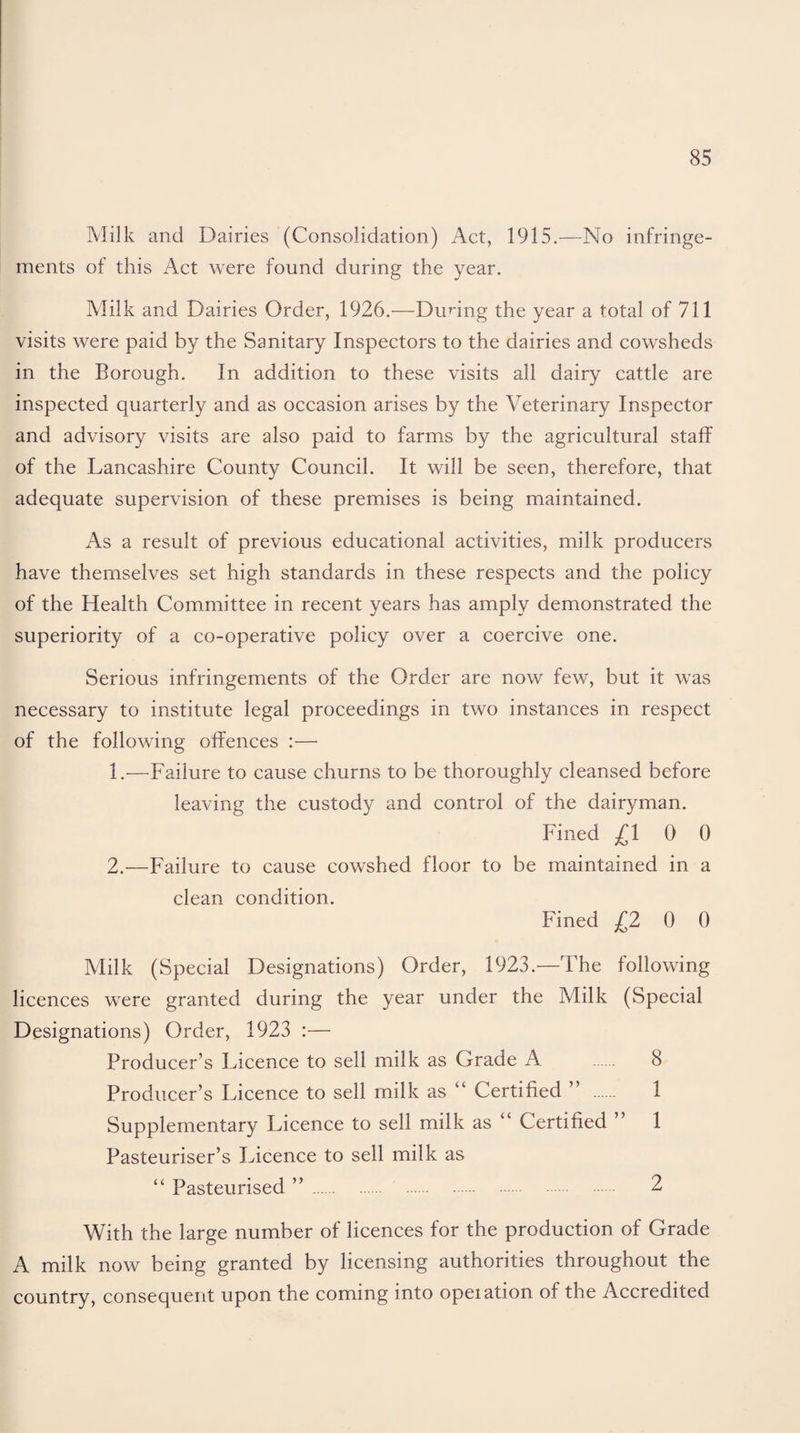 85
Milk and Dairies (Consolidation) Act, 1915.—No infringe-
ments of this Act were found during the year.
Milk and Dairies Order, 1926.—During the year a total of 711
visits were paid by the Sanitary Inspectors to the dairies and cowsheds
in the Borough. In addition to these visits all dairy cattle are
inspected quarterly and as occasion arises by the Veterinary Inspector
and advisory visits are also paid to farms by the agricultural staff
of the Lancashire County Council. It will be seen, therefore, that
adequate supervision of these premises is being maintained.
As a result of previous educational activities, milk producers
have themselves set high standards in these respects and the policy
of the Health Committee in recent years has amply demonstrated the
superiority of a co-operative policy over a coercive one.
Serious infringements of the Order are now few, but it was
necessary to institute legal proceedings in two instances in respect
of the following offences :—
1.—Failure to cause churns to be thoroughly cleansed before
leaving the custody and control of the dairyman.
Fined £1 0 0
2.—Failure to cause cowshed floor to be maintained in a
clean condition.
Fined £2 0 0
Milk (Special Designations) Order, 1923.—The following
licences were granted during the year under the Milk (Special
Designations) Order, 1923 :—
Producer’s Licence to sell milk as Grade A ...... 8
Producer’s Licence to sell milk as “ Certified ” ...... 1
Supplementary Licence to sell milk as “ Certified ” 1
Pasteuriser’s Licence to sell milk as
“ Pasteurised ” ...... ...... ...... ...... ...... ...... ...... 2
With the large number of licences for the production of Grade
A milk now being granted by licensing authorities throughout the
country, consequent upon the coming into operation of the Accredited